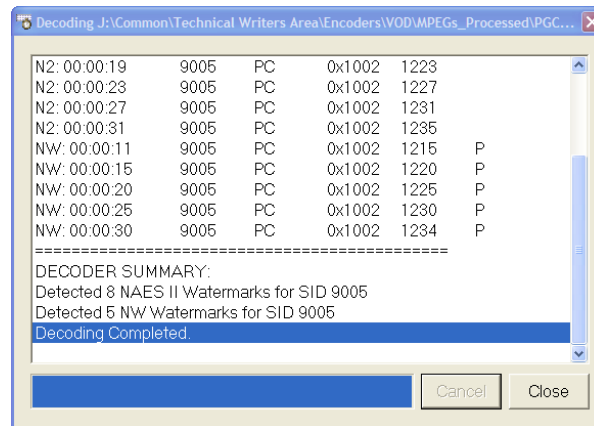 Decoding J:\Common\Technical Writers Area\Encoders\VOD\MPEGs_Processed\PGC...
N2: 00:00:19 9005 PC 0x1002 1223
N2: 00:00:23 9005 PC 0x1002 1227
N2: 00:00:27 9005 PC 0x1002 1231
N2: 00:00:31 9005 PC 0x1002 1235
NW: 00:00:11 9005 PC 0x1002 1215 P
NW: 00:00:15 9005 PC 0x1002 1220 P
NW: 00:00:20 9005 PC 0x1002 1225 P
NW: 00:00:25 9005 PC 0x1002 1230 P
NW: 00:00:30 9005 PC 0x1002 1234 P
=============================================
DECODER SUMMARY:
Detected 8 NAES II Watermarks for SID 9005
Detected 5 NW Watermarks for SID 9005
Decoding Completed.
Cancel Close